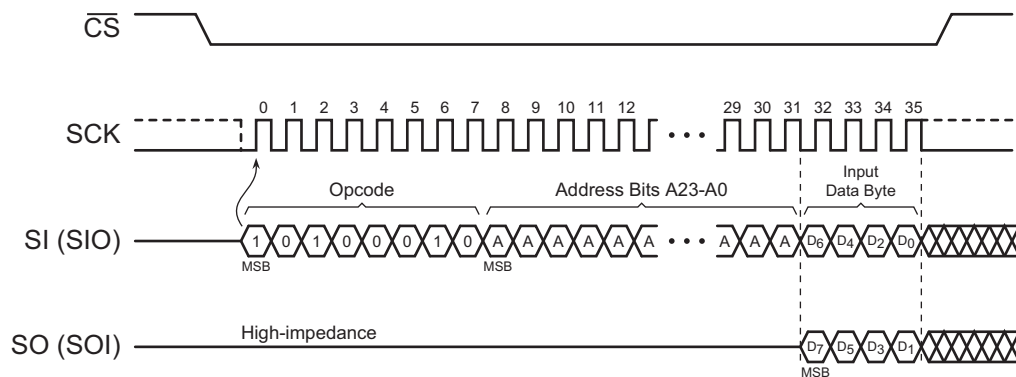 CS
0 1 2 3 4 5 6 7 8 9 10 11 12 29 30 31 32 33 34 35
SCK
Opcode Address Bits A23-A0 Input
Data Byte
SI (SIO) 1 0 1 0 0 0 1 0 A A A A A A A A A D6 D4 D2 D0
MSB MSB
High-impedance
SO (SOI) D7 D5 D3 D1
MSB